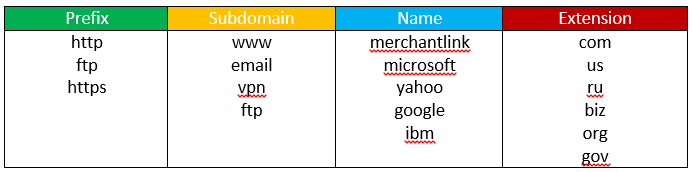 Prefix Subdomain Name Extension
http www merchantlink com
ftp email microsoft us
https vpn yahoo ru
ftp google biz
ibm org
gov